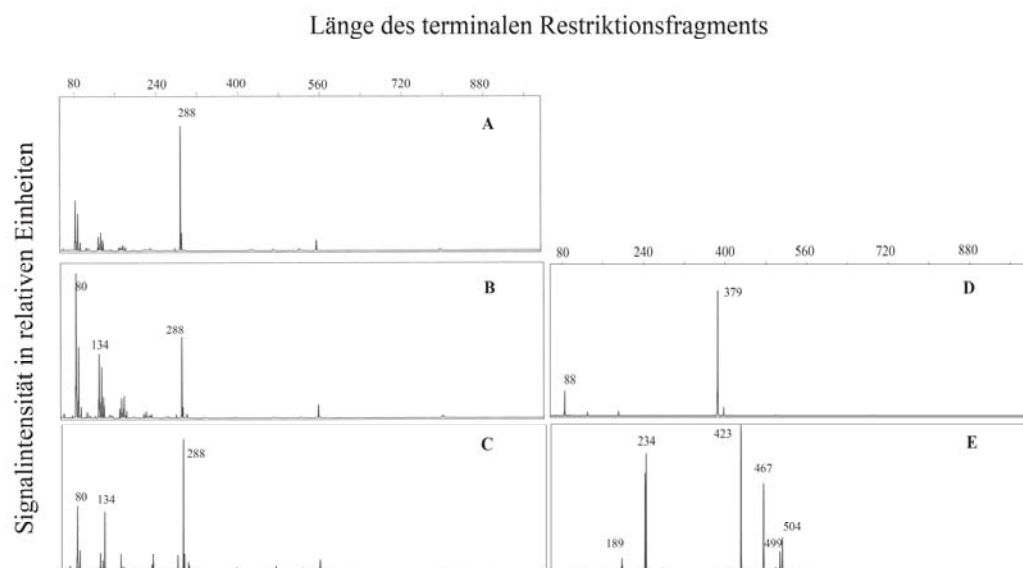 Länge des terminalen Restriktionsfragments
Signalintensität in relativen Einheiten
80 240 400 560 720 880
288
A
80
134
288
B
80
134
288
C
80 240 400 560 720 880
88
379
D
189
234
423
467
499
504
E